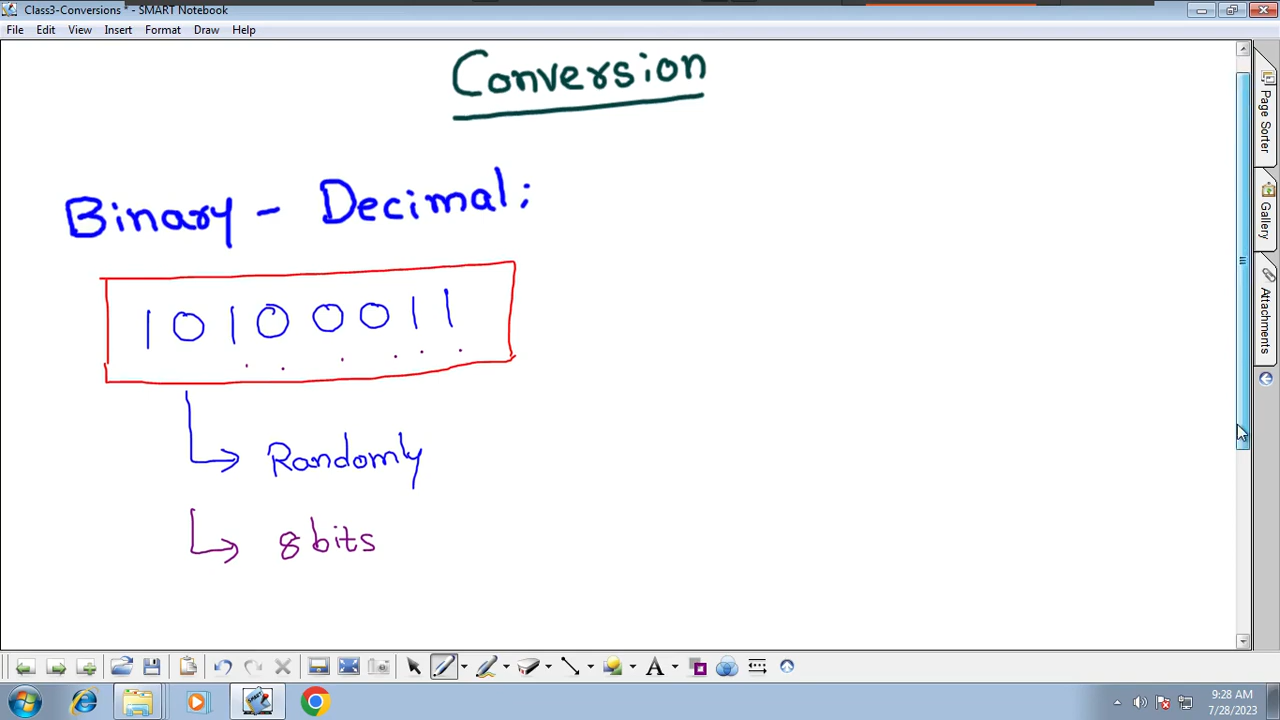 Class3-Conversions * - SMART Notebook
File Edit View Insert Format Draw Help
Conversion
Binary - Decimal:
10100011
Randomly
8 bits
Page Sorter
Gallery
Attachments
9:28 AM
7/28/2023